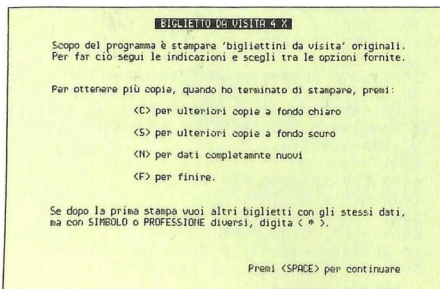 BIGLIETTO DA VISITA 4 X
Scopo del programma è stampare 'bigliettini da visita' originali.
Per far ciò segui le indicazioni e scegli tra le opzioni fornite.
Per ottenere più copie, quando ho terminato di stampare, premi:
<C> per ulteriori copie a fondo chiaro
<S> per ulteriori copie a fondo scuro
<N> per dati completamnte nuovi
<F> per finire.
Se dopo la prima stampa vuoi altri biglietti con gli stessi dati,
ma con SIMBOLO o PROFESSIONE diversi, digita < * >.
Premi <SPACE> per continuare